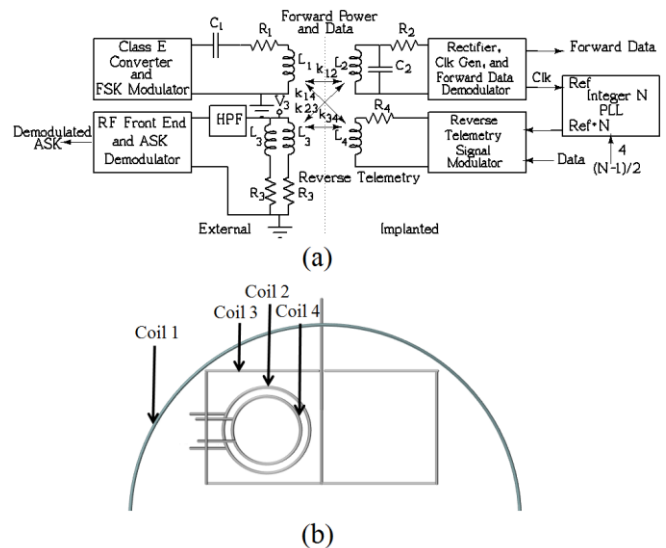 Forward Power
and Data
C1
R1
Class E
Converter
and
FSK Modulator
L1
k12
L2
R2
C2
Rectifier,
Clk Gen, and
Forward Data
Demodulator
Forward Data
Clk
Ref
Integer N
PLL
Ref*N
4
(N-1)/2
k14
V3
k23
k34
R4
Demodulated
ASK
RF Front End
and ASK
Demodulator
HPF
L3
L3
L4
Reverse
Telemetry
Signal
Modulator
Data
R3
R3
Reverse Telemetry
External
Implanted
(a)
Coil 1
Coil 3
Coil 2
Coil 4
(b)